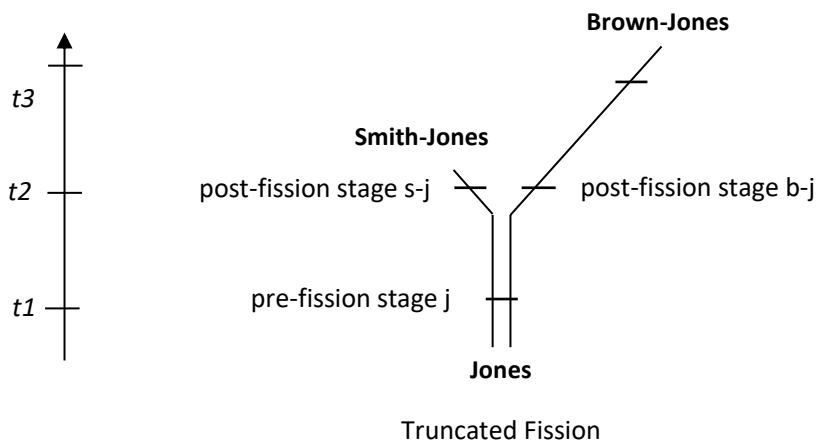 Brown-Jones
t3
Smith-Jones
t2
post-fission stage s-j
post-fission stage b-j
t1
pre-fission stage j
Jones
Truncated Fission